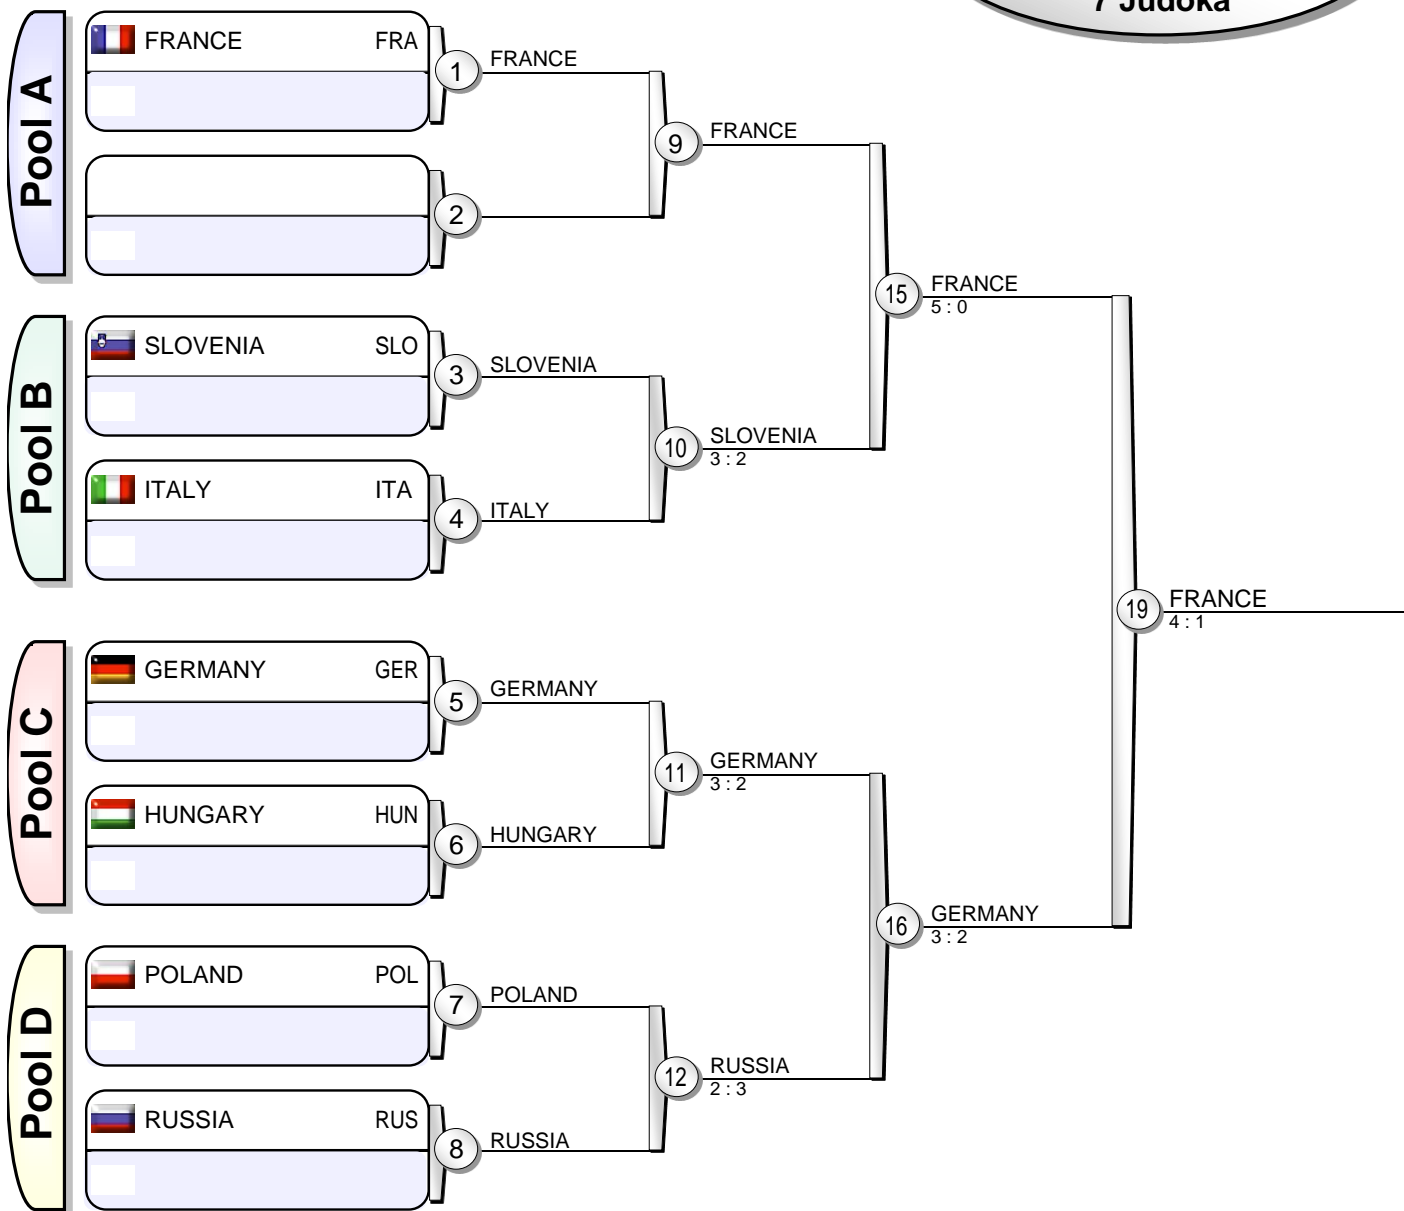 7 Judoka
Pool A
FRANCE FRA
1 FRANCE
2
9 FRANCE
Pool B
SLOVENIA SLO
3 SLOVENIA
ITALY ITA
4 ITALY
10 SLOVENIA
3 : 2
15 FRANCE
5 : 0
Pool C
GERMANY GER
5 GERMANY
HUNGARY HUN
6 HUNGARY
11 GERMANY
3 : 2
Pool D
POLAND POL
7 POLAND
RUSSIA RUS
8 RUSSIA
12 RUSSIA
2 : 3
16 GERMANY
3 : 2
19 FRANCE
4 : 1